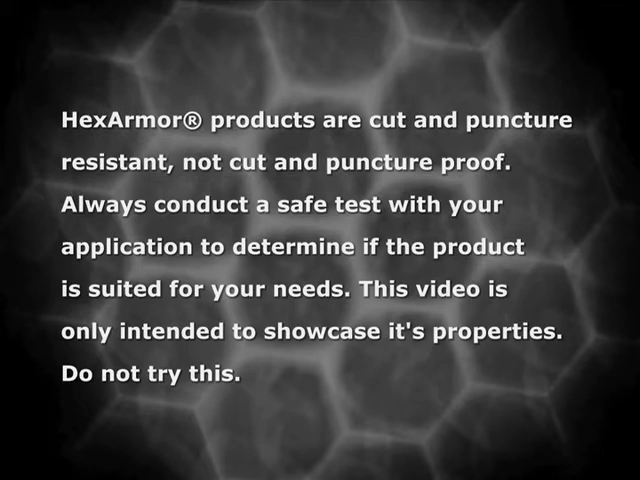 HexArmor® products are cut and puncture
resistant, not cut and puncture proof.
Always conduct a safe test with your
application to determine if the product
is suited for your needs. This video is
only intended to showcase it's properties.
Do not try this.